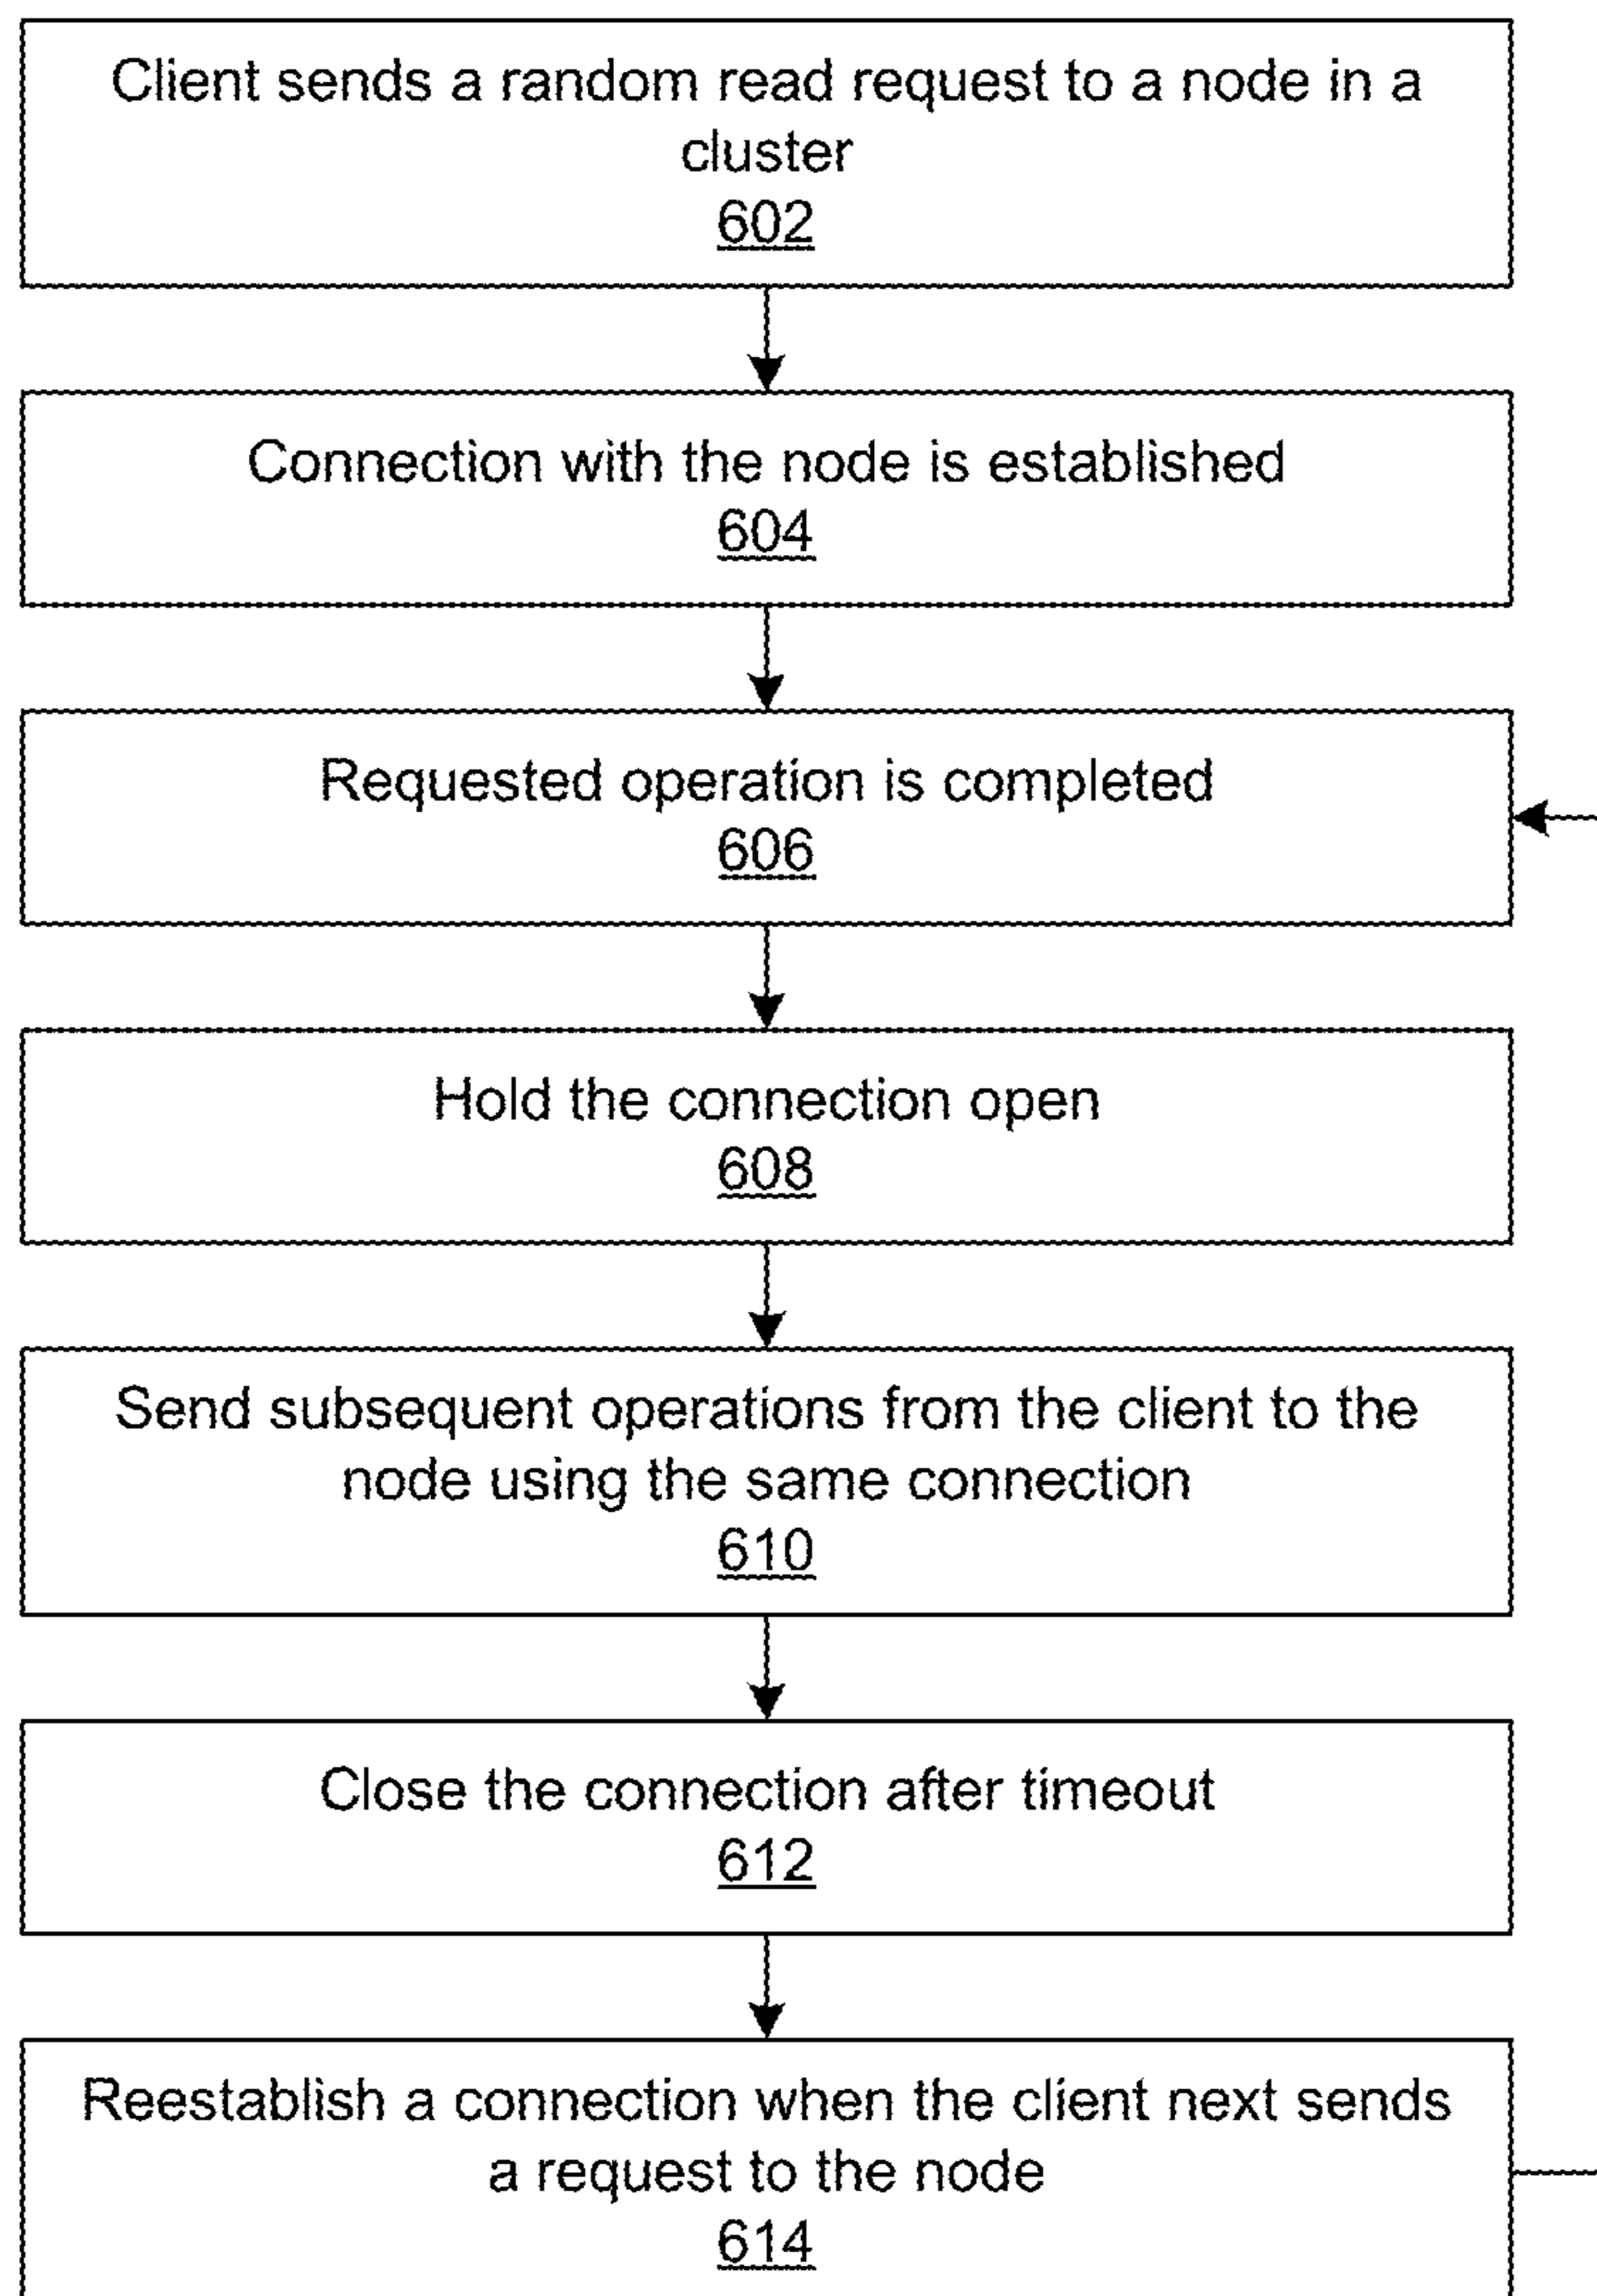 Client sends a random read request to a node in a
cluster
602
Connection with the node is established
604
Requested operation is completed
606
Hold the connection open
608
Send subsequent operations from the client to the
node using the same connection
610
Close the connection after timeout
612
Reestablish a connection when the client next sends
a request to the node
614